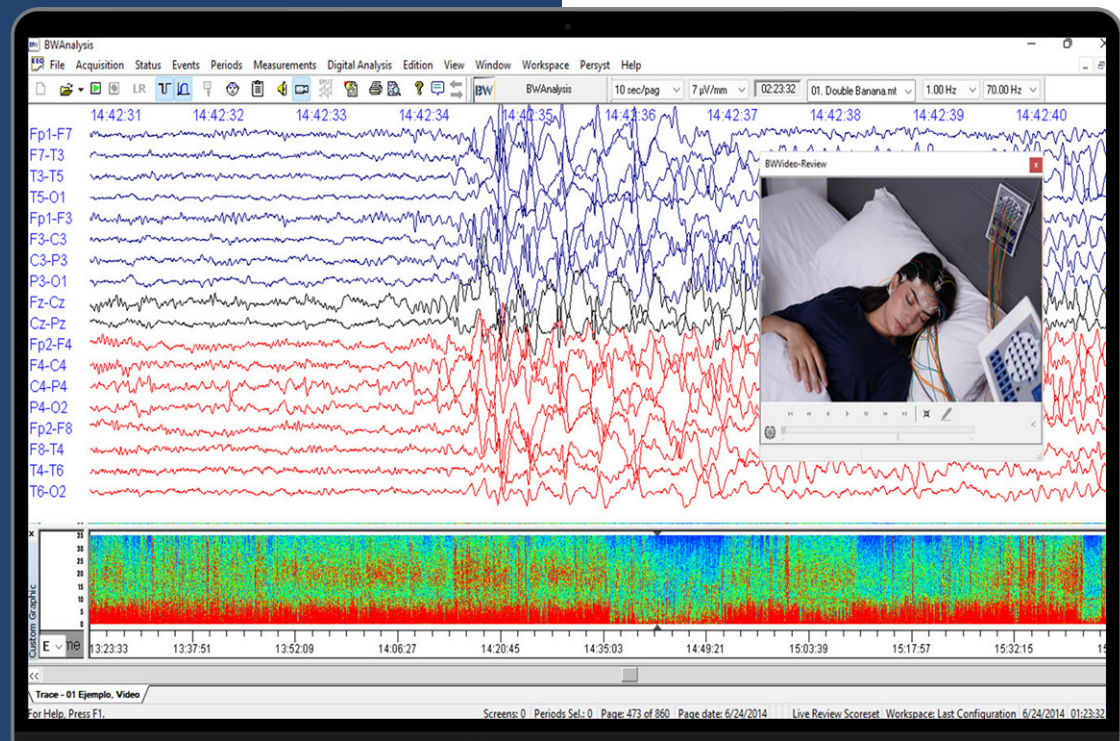 BWAnalysis
File Acquisition Status Events Periods Measurements Digital Analysis Edition View Window Workspace Persyst Help
LR BW BWAnalysis 10 sec/pag 7 µV/mm 02:23:32 01. Double Banana.mt 1.00 Hz 70.00 Hz
14:42:31 14:42:32 14:42:33 14:42:34 14:42:35 14:42:36 14:42:37 14:42:38 14:42:39 14:42:40
Fp1-F7
F7-T3
T3-T5
T5-O1
Fp1-F3
F3-C3
C3-P3
P3-O1
Fz-Cz
Cz-Pz
Fp2-F4
F4-C4
C4-P4
P4-O2
Fp2-F8
F8-T4
T4-T6
T6-O2
BWVideo-Review
Custom Graphic
35
30
25
20
15
10
5
0
E
13:23:33 13:37:51 13:52:09 14:06:27 14:20:45 14:35:03 14:49:21 15:03:39 15:17:57 15:32:15
Trace - 01 Ejemplo, Video
For Help, Press F1. Screens: 0 Periods Sel.: 0 Page: 473 of 860 Page date: 6/24/2014 Live Review Scoreset Workspace: Last Configuration 6/24/2014 01:23:32